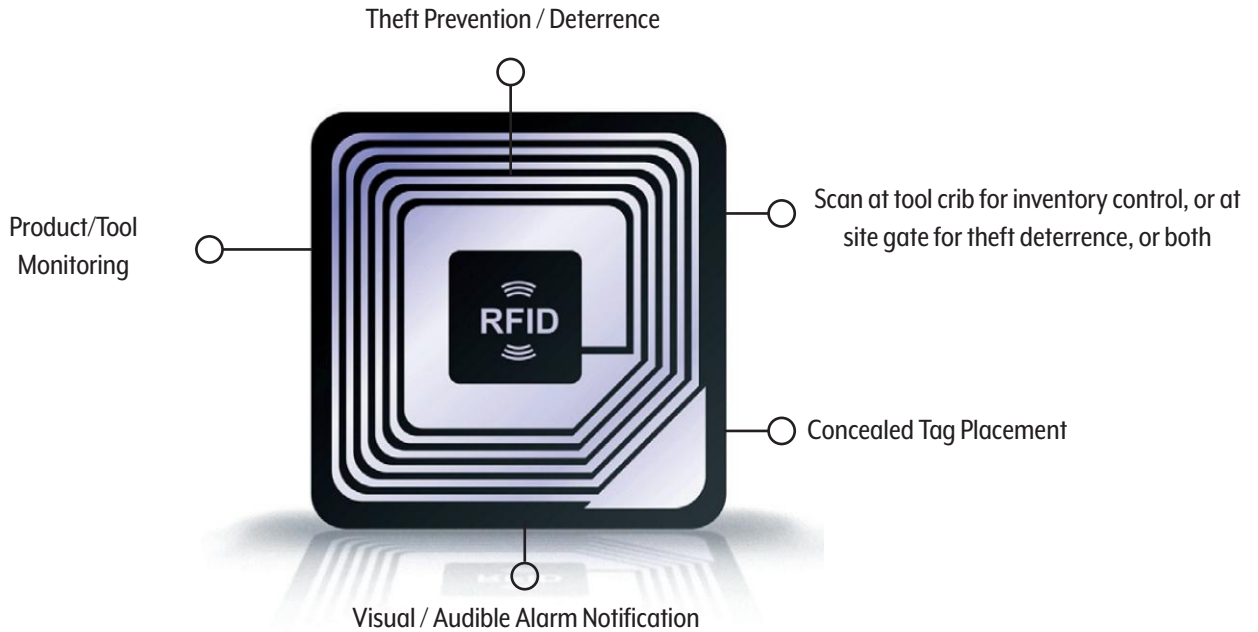 Theft Prevention / Deterrence
Product/Tool
Monitoring
Scan at tool crib for inventory control, or at
site gate for theft deterrence, or both
RFID
Concealed Tag Placement
Visual / Audible Alarm Notification